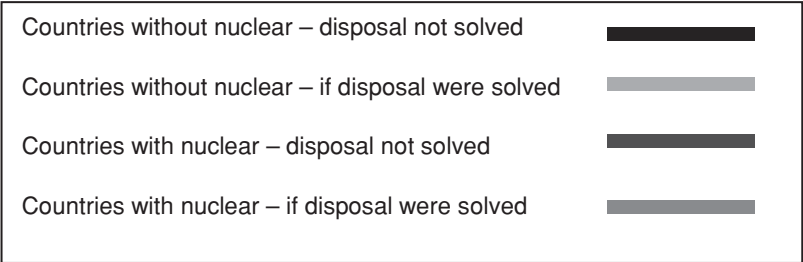 Countries without nuclear – disposal not solved
Countries without nuclear – if disposal were solved
Countries with nuclear – disposal not solved
Countries with nuclear – if disposal were solved